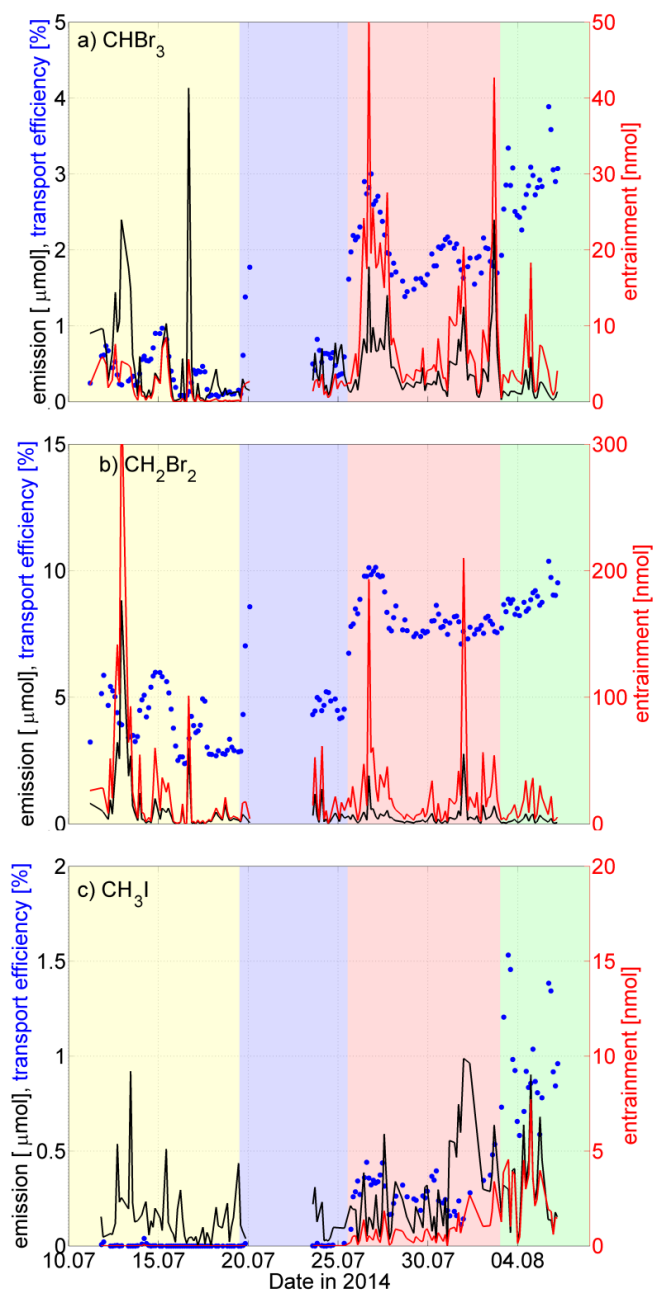 a) CHBr3
5
4
3
2
1
0
emission [ μmol], transport efficiency [%]
50
40
30
20
10
0
entrainment [nmol]
b) CH2Br2
15
10
5
0
emission [ μmol], transport efficiency [%]
300
200
100
0
entrainment [nmol]
c) CH3I
2
1.5
1
0.5
0
emission [ μmol], transport efficiency [%]
20
15
10
5
0
entrainment [nmol]
10.07 15.07 20.07 25.07 30.07 04.08
Date in 2014